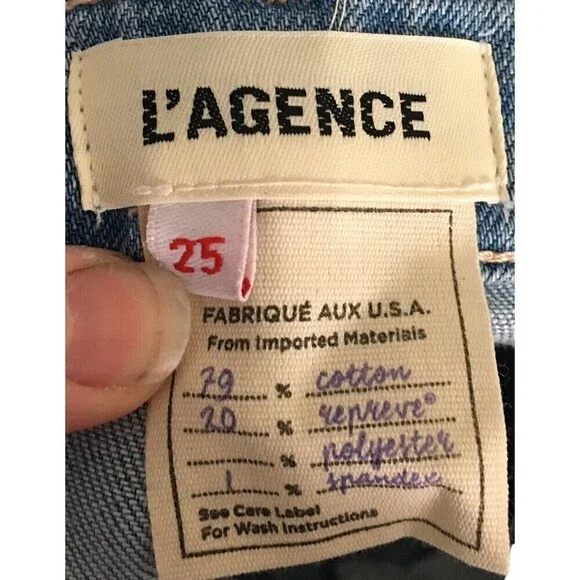 L'AGENCE
25
FABRIQUÉ AUX U.S.A.
From Imported Materials
79 % cotton
20 % repreve®
% polyester
1 % spandex
See Care Label
For Wash Instructions